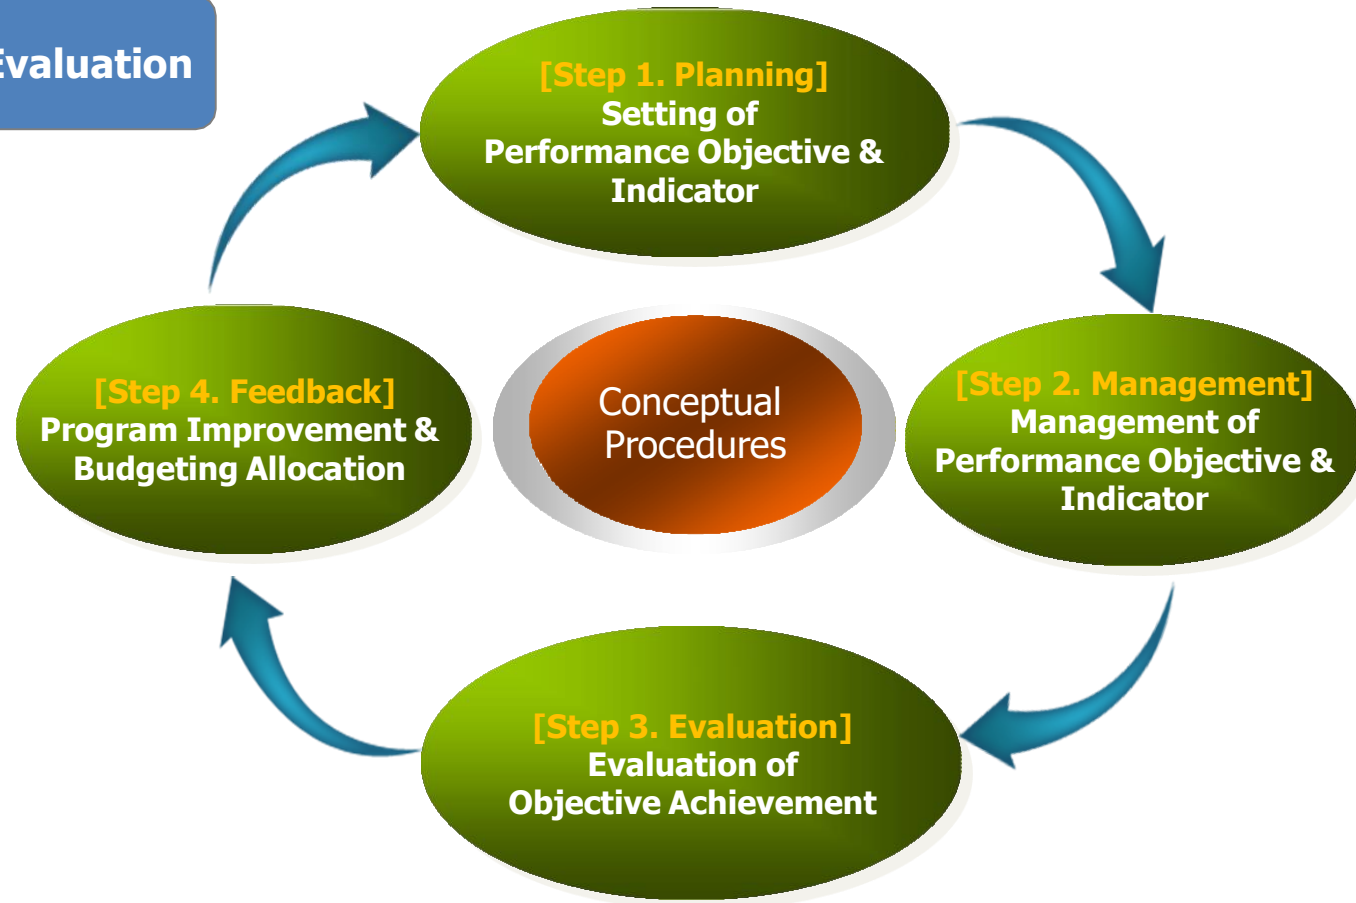 Evaluation
[Step 1. Planning]
Setting of
Performance Objective &
Indicator
[Step 2. Management]
Management of
Performance Objective &
Indicator
[Step 3. Evaluation]
Evaluation of
Objective Achievement
[Step 4. Feedback]
Program Improvement &
Budgeting Allocation
Conceptual
Procedures